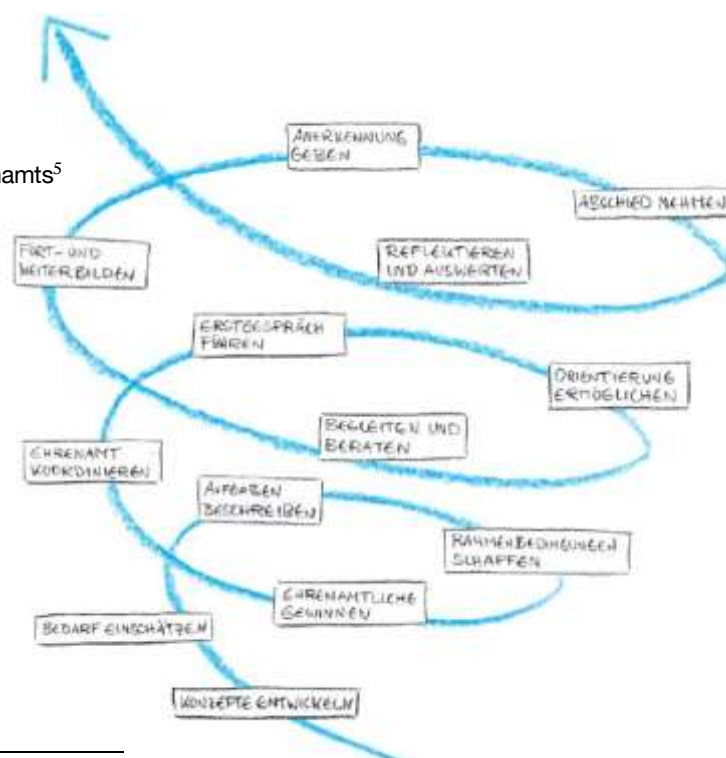 namts⁵
ANERKENNUNG
GEBEN
ABSCHIED NEHMEN
FORT- UND
WEITERBILDEN
REFLEKTIEREN
UND AUSWERTEN
ERSTGESPRÄCH
FÜHREN
ORIENTIERUNG
ERMÖGLICHEN
BEGLEITEN UND
BERATEN
EHRENAMT
KOORDINIEREN
AUFGABEN
BESCHREIBEN
RAHMENBEDINGUNGEN
SCHAFFEN
EHRENAMTLICHE
GEWINNEN
BEDARF EINSCHÄTZEN
KONZEPTE ENTWICKELN